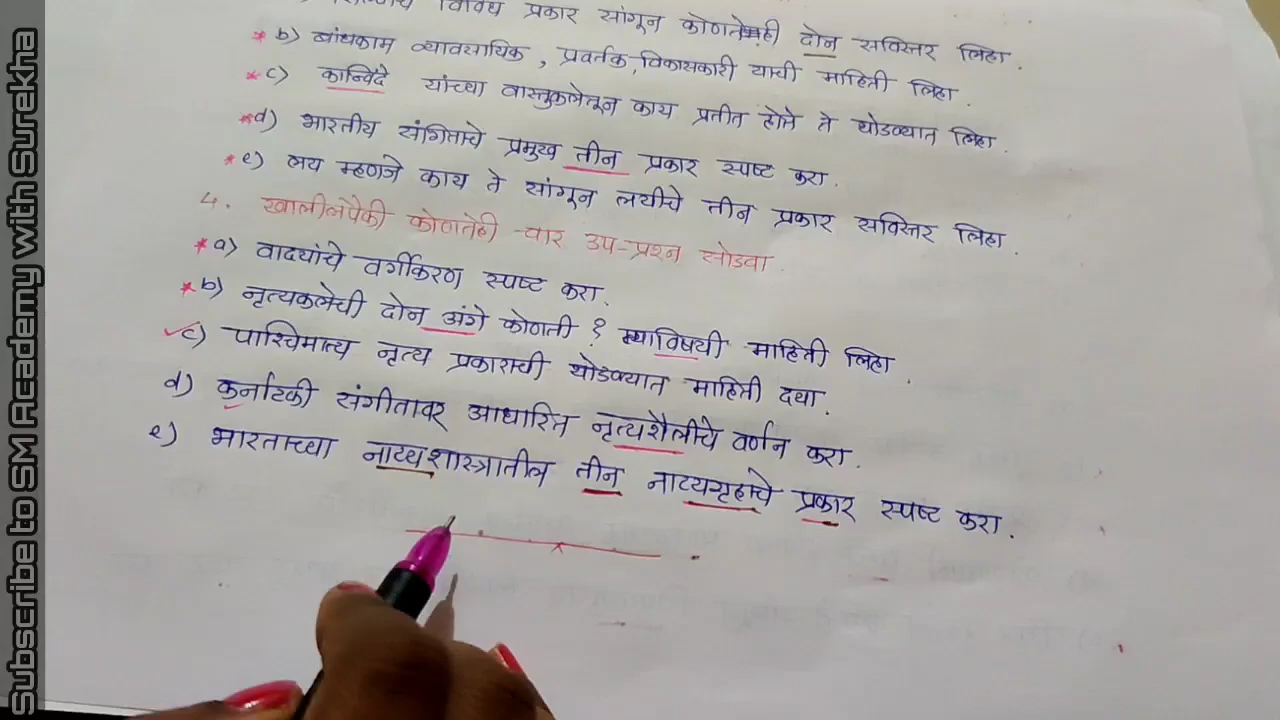 विविध प्रकार सांगून कोणतेही दोन सविस्तर लिहा.
* b) बांधकाम व्यावसायिक, प्रवर्तक, विकासकारी याची माहिती लिहा.
* c) कान्विंदे यांच्या वास्तुकलेतून काय प्रतीत होते ते थोडक्यात लिहा.
* d) भारतीय संगिताचे प्रमुख तीन प्रकार स्पष्ट करा.
* e) लय म्हणजे काय ते सांगून लयीचे तीन प्रकार सविस्तर लिहा.
4. खालीलपैकी कोणतेही चार उप-प्रश्न सोडवा.
* a) वादयांचे वर्गीकरण स्पष्ट करा.
* b) नृत्यकलेची दोन अंगे कोणती? त्याविषयी माहिती लिहा.
✓ c) पाश्चिमात्य नृत्य प्रकाराची थोडक्यात माहिती दया.
d) कर्नाटकी संगीतावर आधारित नृत्यशैलीचे वर्णन करा.
e) भारताच्या नाट्यशास्त्रातील तीन नाट्यगृहाचे प्रकार स्पष्ट करा.
Subscribe to SM Academy with Surekha